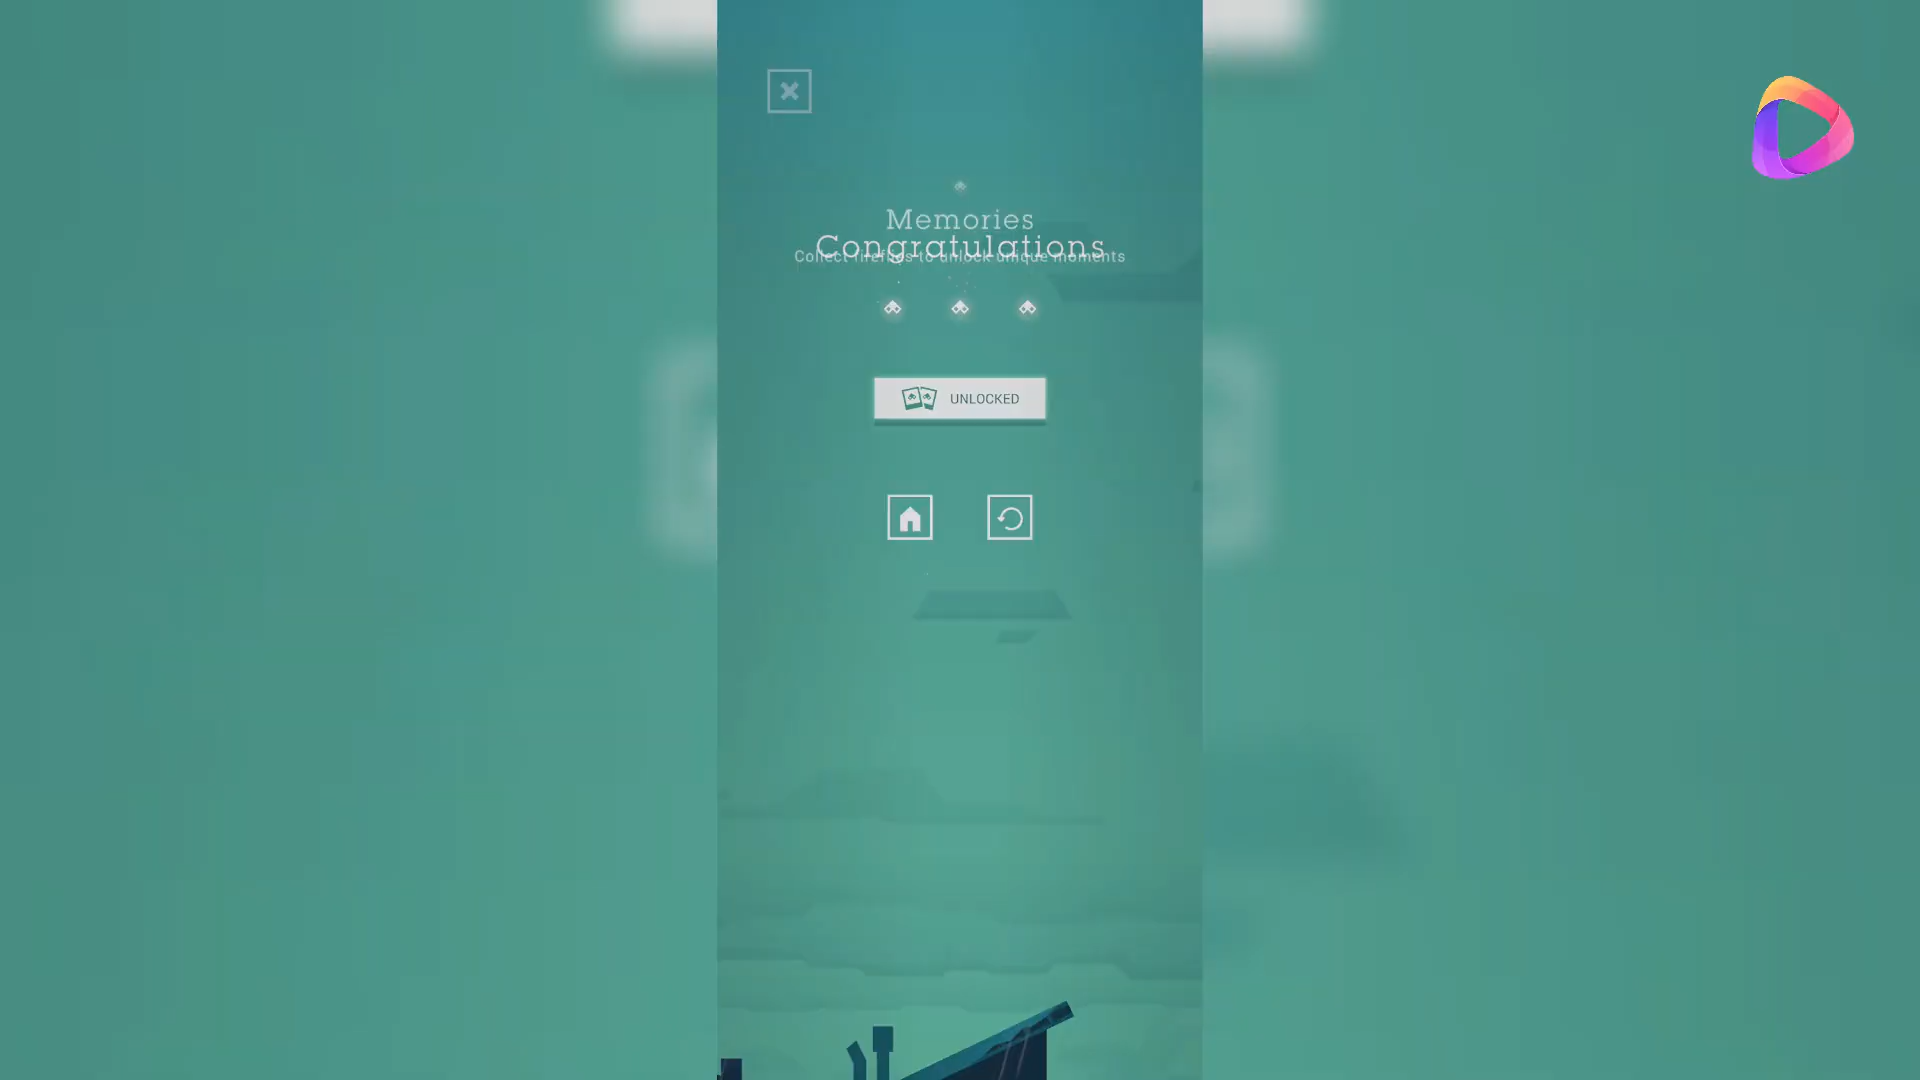 Memories
Congratulations
Collect fireflies to unlock unique moments
UNLOCKED